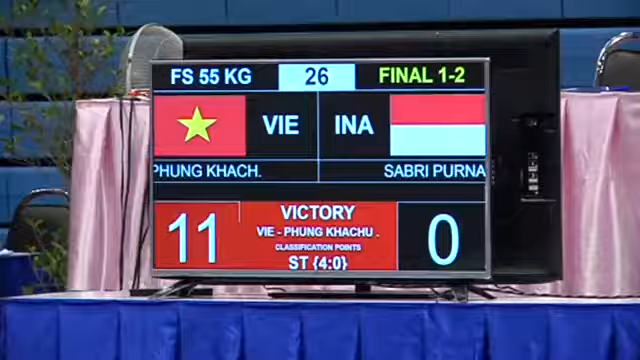 FS 55 KG 26 FINAL 1-2
VIE INA
PHUNG KHACH. SABRI PURNA
11 VICTORY 0
VIE - PHUNG KHACHU .
CLASSIFICATION POINTS
ST {4:0}